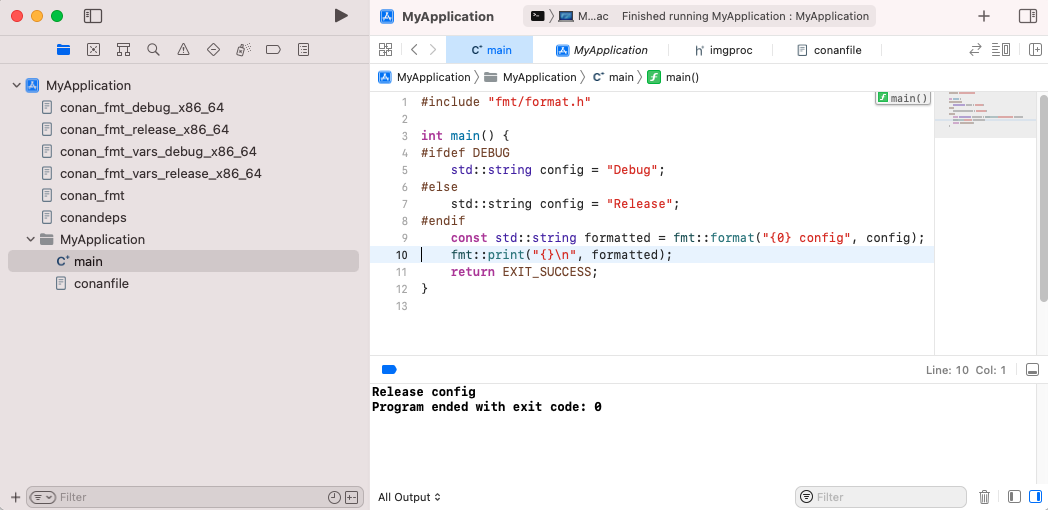 MyApplication
conan_fmt_debug_x86_64
conan_fmt_release_x86_64
conan_fmt_vars_debug_x86_64
conan_fmt_vars_release_x86_64
conan_fmt
conandeps
MyApplication
main
conanfile
Filter
MyApplication
M...ac Finished running MyApplication : MyApplication
main MyApplication imgproc conanfile
MyApplication MyApplication main main()
1 #include "fmt/format.h"
2
3 int main() {
4 #ifdef DEBUG
5 std::string config = "Debug";
6 #else
7 std::string config = "Release";
8 #endif
9 const std::string formatted = fmt::format("{0} config", config);
10 fmt::print("{}\n", formatted);
11 return EXIT_SUCCESS;
12 }
13
main()
Line: 10 Col: 1
Release config
Program ended with exit code: 0
All Output
Filter